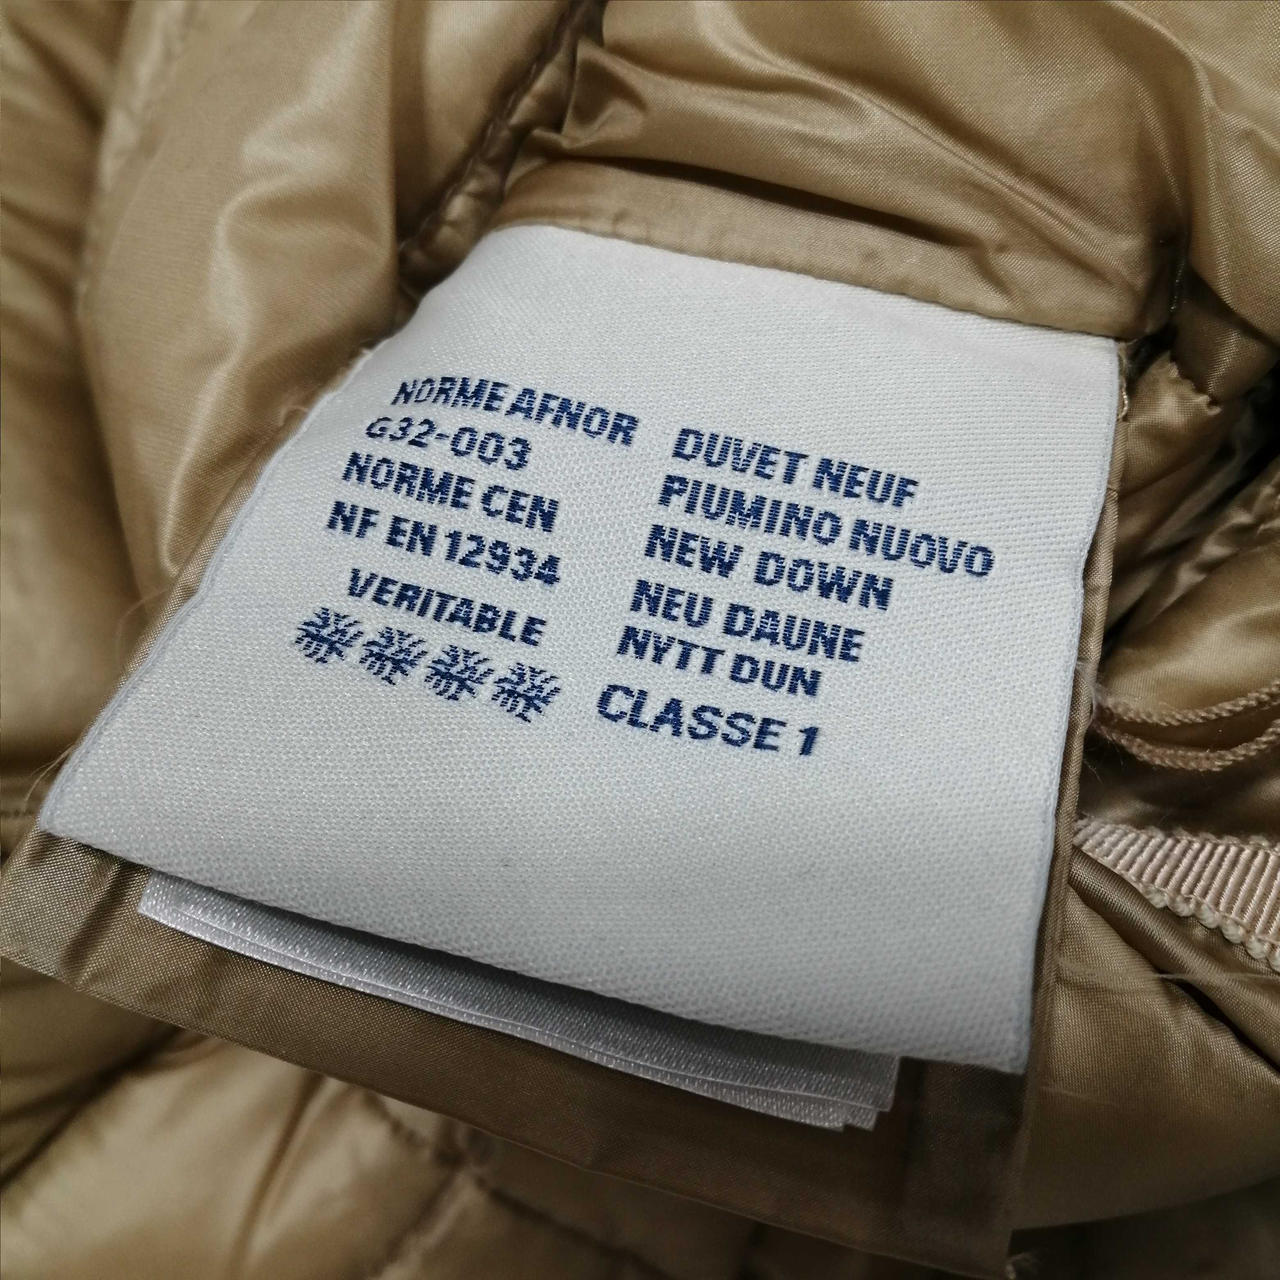 NORME AFNOR
G32-003
NORME CEN
NF EN 12934
VERITABLE
DUVET NEUF
PIUMINO NUOVO
NEW DOWN
NEU DAUNE
NYTT DUN
CLASSE 1